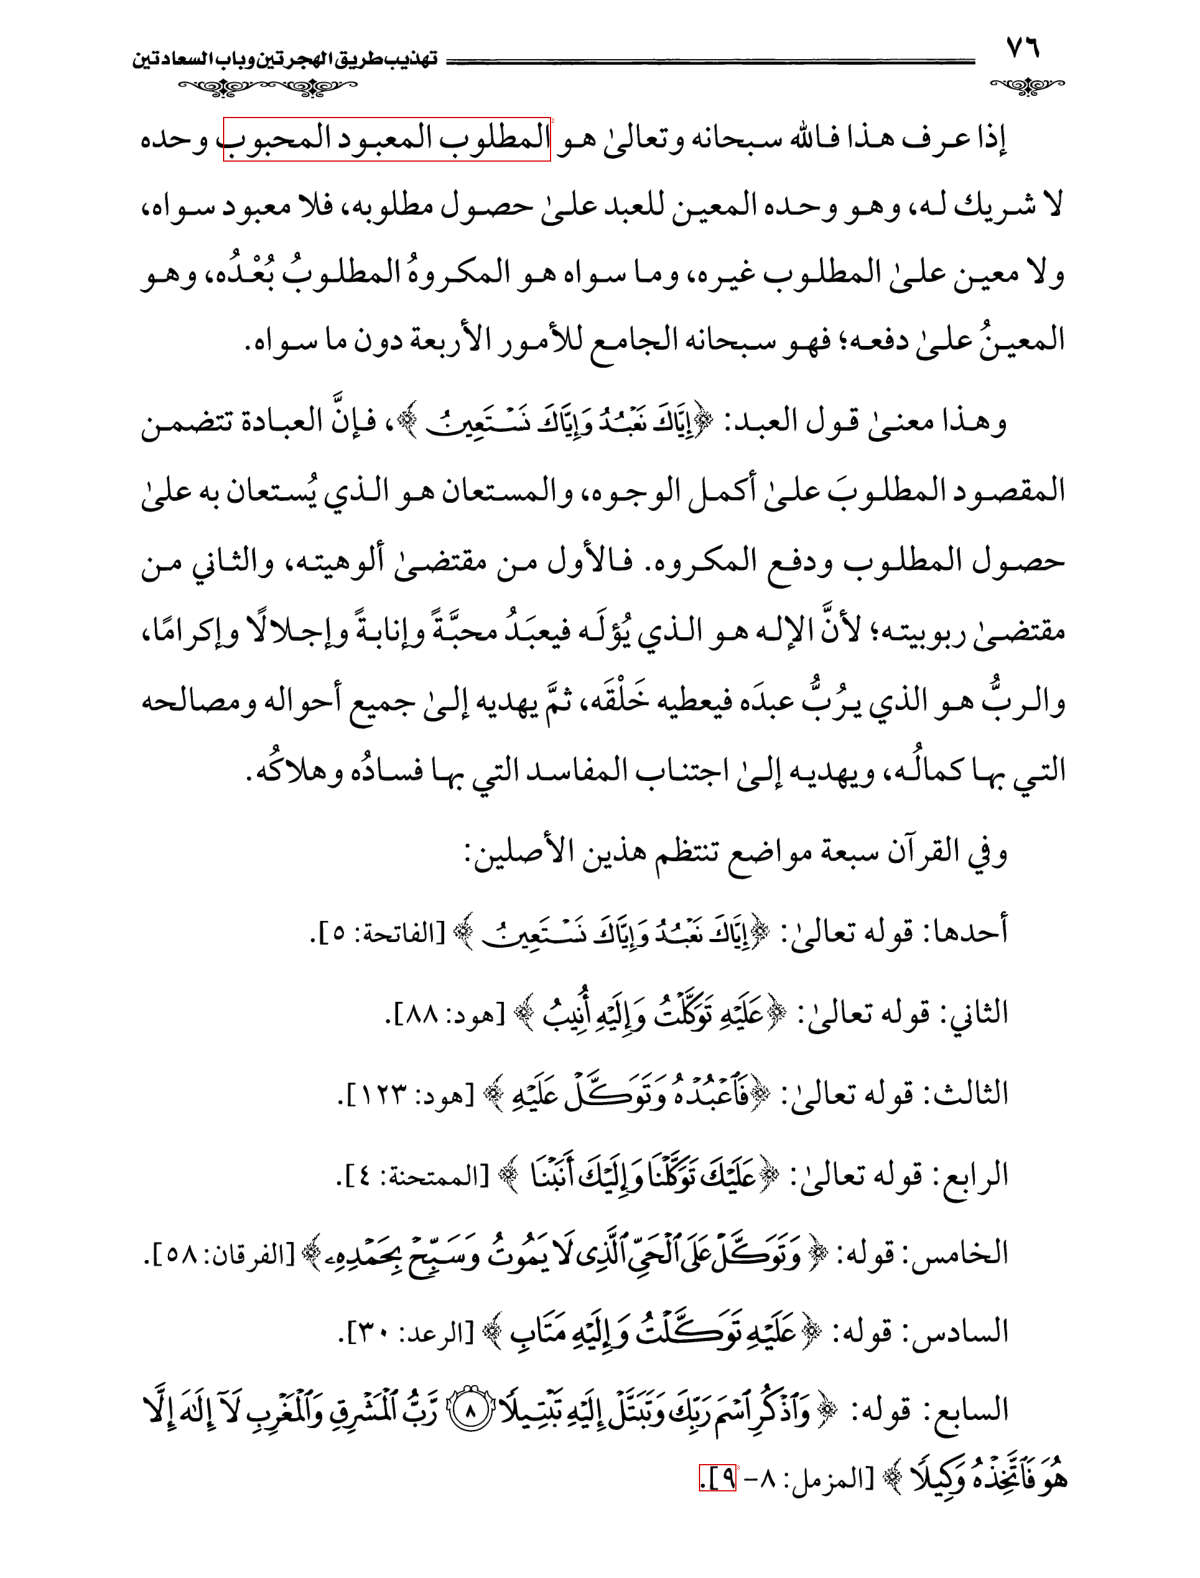 ٧٦
تهذيب طريق الهجرتين وباب السعادتين
إذا عرف هذا فالله سبحانه وتعالىٰ هو المطلوب المعبود المحبوب وحده
لا شريك له، وهو وحده المعين للعبد علىٰ حصول مطلوبه، فلا معبود سواه،
ولا معين علىٰ المطلوب غيره، وما سواه هو المكروهُ المطلوبُ بُعْدُه، وهو
المعينُ علىٰ دفعه؛ فهو سبحانه الجامع للأمور الأربعة دون ما سواه.
وهذا معنىٰ قول العبد: ﴿إِيَّاكَ نَعۡبُدُ وَإِيَّاكَ نَسۡتَعِينُ ﴾، فإنَّ العبادة تتضمن
المقصود المطلوبَ علىٰ أكمل الوجوه، والمستعان هو الذي يُستعان به علىٰ
حصول المطلوب ودفع المكروه. فالأول من مقتضىٰ ألوهيته، والثاني من
مقتضىٰ ربوبيته؛ لأنَّ الإله هو الذي يُؤلَه فيعبَدُ محبَّةً وإنابةً وإجلالًا وإكرامًا،
والربُّ هو الذي يرُبُّ عبدَه فيعطيه خَلْقَه، ثمَّ يهديه إلىٰ جميع أحواله ومصالحه
التي بها كمالُه، ويهديه إلىٰ اجتناب المفاسد التي بها فسادُه وهلاكُه.
وفي القرآن سبعة مواضع تنتظم هذين الأصلين:
أحدها: قوله تعالىٰ: ﴿إِيَّاكَ نَعۡبُدُ وَإِيَّاكَ نَسۡتَعِينُ ﴾ [الفاتحة: ٥].
الثاني: قوله تعالىٰ: ﴿عَلَيۡهِ تَوَكَّلۡتُ وَإِلَيۡهِ أُنِيبُ ﴾ [هود: ٨٨].
الثالث: قوله تعالىٰ: ﴿فَٱعۡبُدۡهُ وَتَوَكَّلۡ عَلَيۡهِ ﴾ [هود: ١٢٣].
الرابع: قوله تعالىٰ: ﴿عَلَيۡكَ تَوَكَّلۡنَا وَإِلَيۡكَ أَنَبۡنَا ﴾ [الممتحنة: ٤].
الخامس: قوله: ﴿ وَتَوَكَّلۡ عَلَى ٱلۡحَيِّ ٱلَّذِى لَا يَمُوتُ وَسَبِّحۡ بِحَمۡدِهِۦ ﴾ [الفرقان: ٥٨].
السادس: قوله: ﴿ عَلَيۡهِ تَوَكَّلۡتُ وَإِلَيۡهِ مَتَابِ ﴾ [الرعد: ٣٠].
السابع: قوله: ﴿ وَٱذۡكُرِ ٱسۡمَ رَبِّكَ وَتَبَتَّلۡ إِلَيۡهِ تَبۡتِيلًا ٨ رَّبُّ ٱلۡمَشۡرِقِ وَٱلۡمَغۡرِبِ لَآ إِلَٰهَ إِلَّا
هُوَ فَٱتَّخِذۡهُ وَكِيلًا ﴾ [المزمل: ٨- ٩].